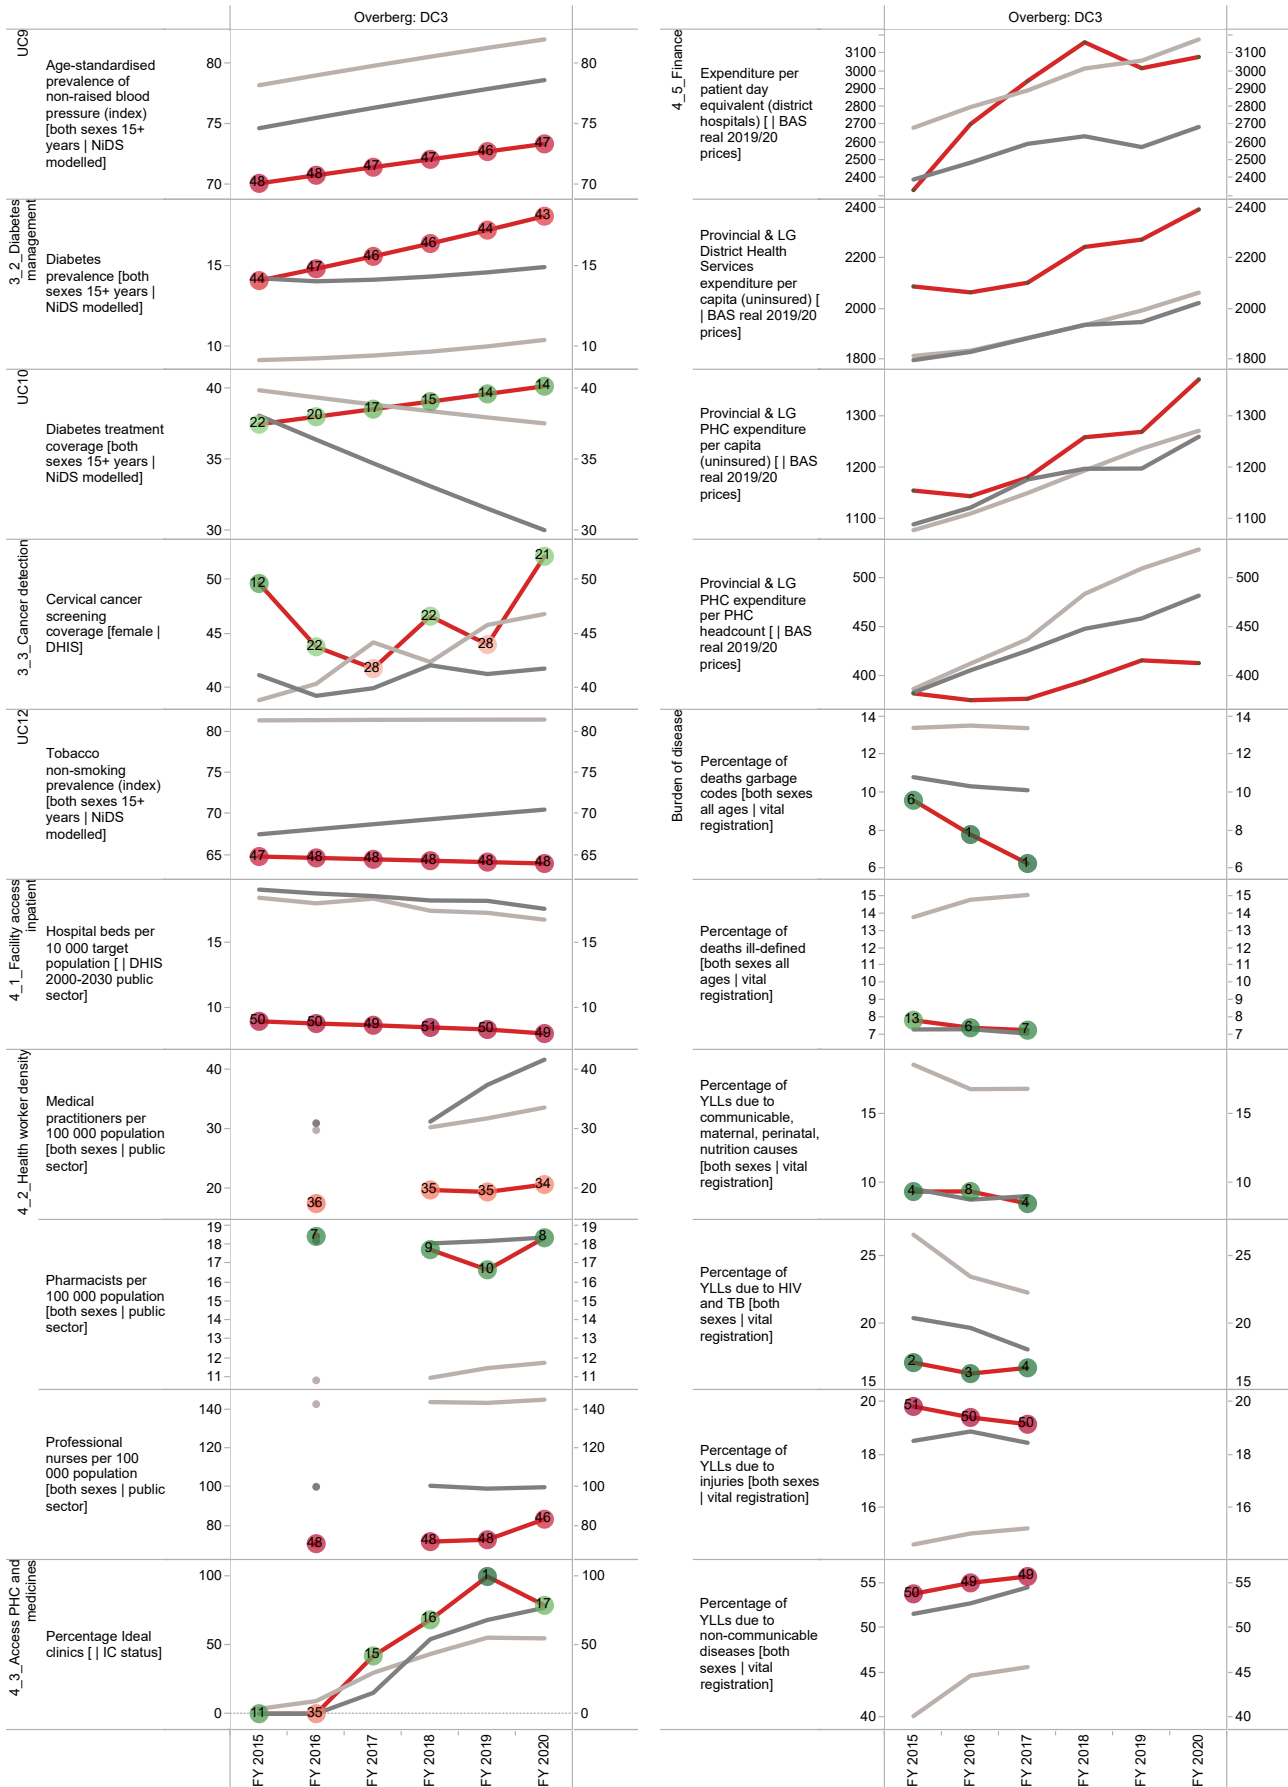 Overberg: DC3
UC9
Age-standardised
prevalence of
non-raised blood
pressure (index)
[both sexes 15+
years | NiDS
modelled]
80
75
70
48
48
47
47
46
47
80
75
70
3_2_Diabetes
management
Diabetes
prevalence [both
sexes 15+ years |
NiDS modelled]
15
10
44
47
46
46
44
43
15
10
UC10
Diabetes treatment
coverage [both
sexes 15+ years |
NiDS modelled]
40
35
30
22
20
17
15
14
14
40
35
30
3_3_Cancer detection
Cervical cancer
screening
coverage [female |
DHIS]
50
45
40
12
22
28
22
28
21
50
45
40
UC12
Tobacco
non-smoking
prevalence (index)
[both sexes 15+
years | NiDS
modelled]
80
75
70
65
47
48
48
48
48
48
80
75
70
65
4_1_Facility access
inpatient
Hospital beds per
10 000 target
population [ | DHIS
2000-2030 public
sector]
15
10
50
50
49
51
50
49
15
10
4_2_Health worker density
Medical
practitioners per
100 000 population
[both sexes | public
sector]
40
30
20
36
35
35
34
40
30
20
Pharmacists per
100 000 population
[both sexes | public
sector]
19
18
17
16
15
14
13
12
11
7
9
10
8
19
18
17
16
15
14
13
12
11
Professional
nurses per 100
000 population
[both sexes | public
sector]
140
120
100
80
48
48
48
46
140
120
100
80
4_3_Access PHC and
medicines
Percentage Ideal
clinics [ | IC status]
100
50
0
11
35
15
16
1
17
100
50
0
FY 2015
FY 2016
FY 2017
FY 2018
FY 2019
FY 2020
Overberg: DC3
4_5_Finance
Expenditure per
patient day
equivalent (district
hospitals) [ | BAS
real 2019/20
prices]
3100
3000
2900
2800
2700
2600
2500
2400
3100
3000
2900
2800
2700
2600
2500
2400
Provincial & LG
District Health
Services
expenditure per
capita (uninsured) [
| BAS real 2019/20
prices]
2400
2200
2000
1800
2400
2200
2000
1800
Provincial & LG
PHC expenditure
per capita
(uninsured) [ | BAS
real 2019/20
prices]
1300
1200
1100
1300
1200
1100
Provincial & LG
PHC expenditure
per PHC
headcount [ | BAS
real 2019/20
prices]
500
450
400
500
450
400
Burden of disease
Percentage of
deaths garbage
codes [both sexes
all ages | vital
registration]
14
12
10
8
6
6
1
1
14
12
10
8
6
Percentage of
deaths ill-defined
[both sexes all
ages | vital
registration]
15
14
13
12
11
10
9
8
7
13
6
7
15
14
13
12
11
10
9
8
7
Percentage of
YLLs due to
communicable,
maternal, perinatal,
nutrition causes
[both sexes | vital
registration]
15
10
4
8
4
15
10
Percentage of
YLLs due to HIV
and TB [both
sexes | vital
registration]
25
20
15
2
3
4
25
20
15
Percentage of
YLLs due to
injuries [both sexes
| vital registration]
20
18
16
51
50
50
20
18
16
Percentage of
YLLs due to
non-communicable
diseases [both
sexes | vital
registration]
55
50
45
40
50
49
49
55
50
45
40
FY 2015
FY 2016
FY 2017
FY 2018
FY 2019
FY 2020